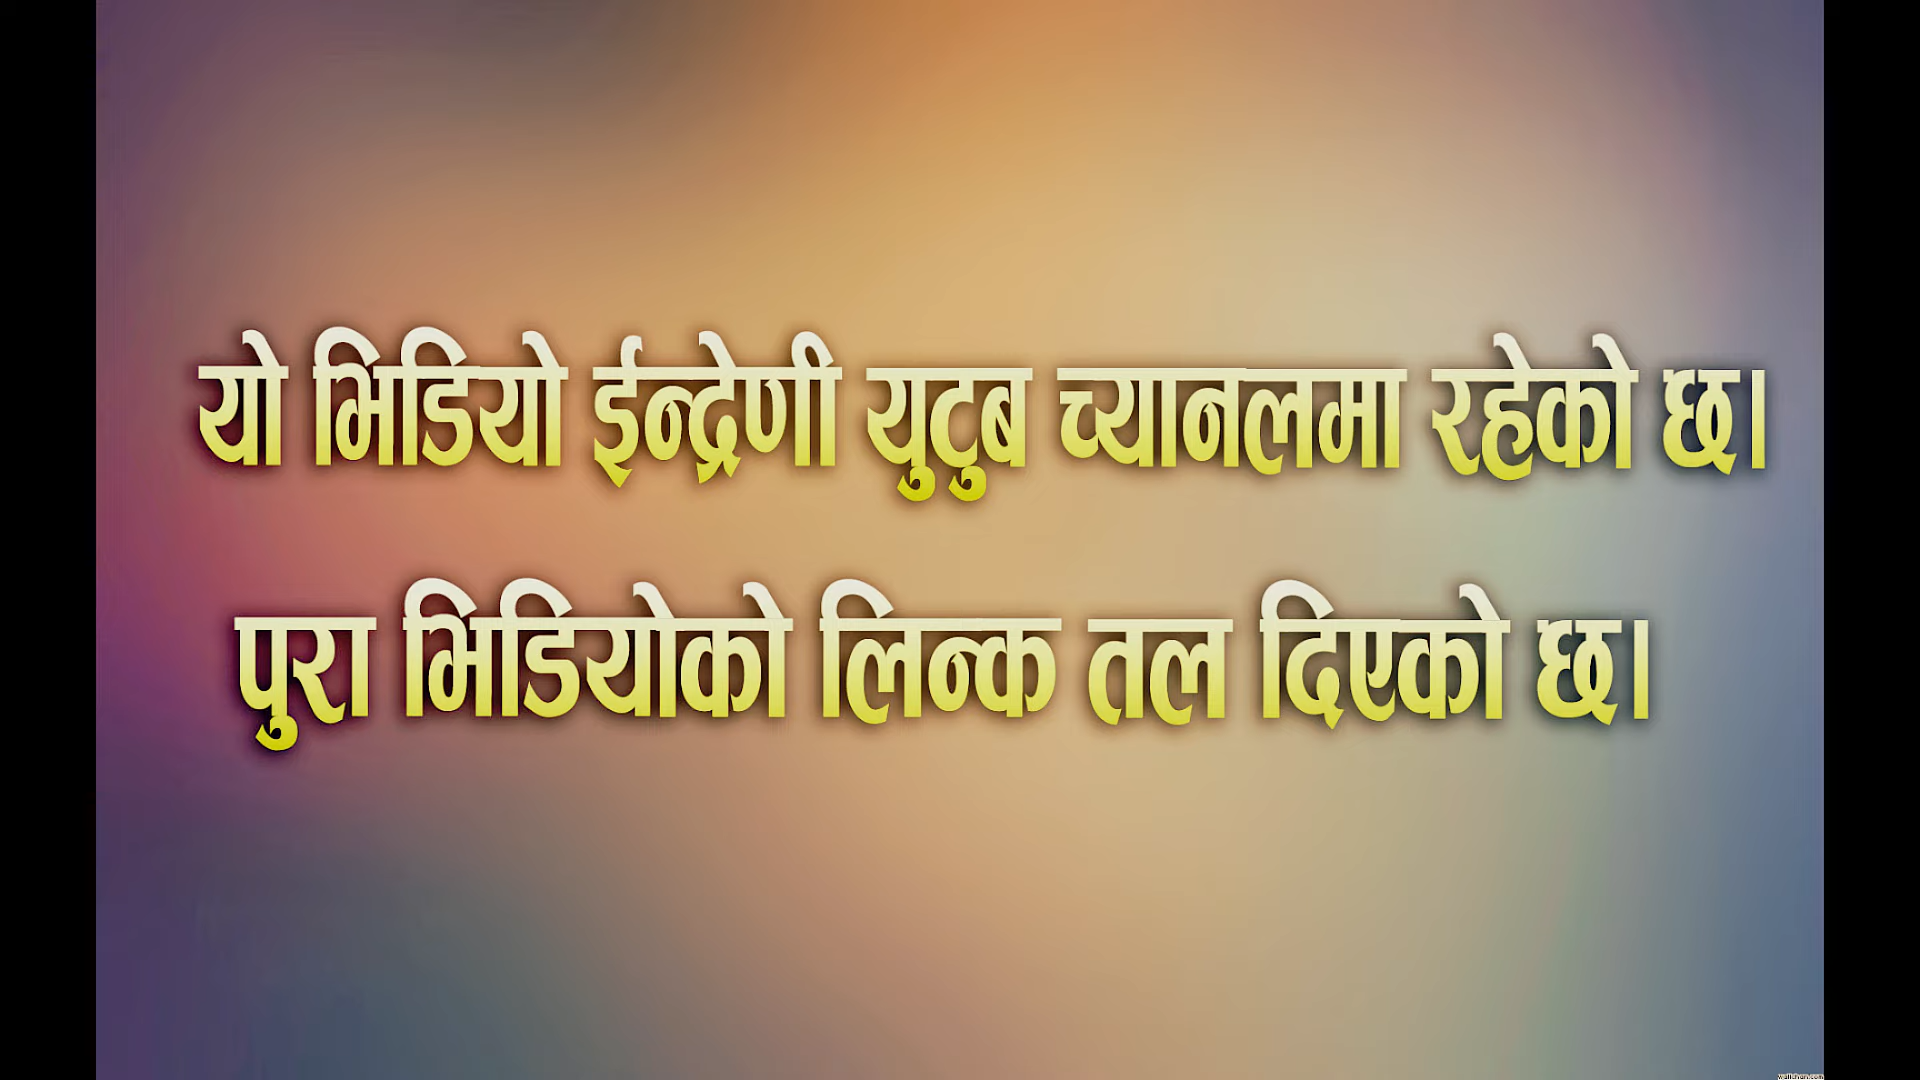 यो भिडियो ईन्द्रेणी युटुब च्यानलमा रहेको छ।
पुरा भिडियोको लिन्क तल दिएको छ।